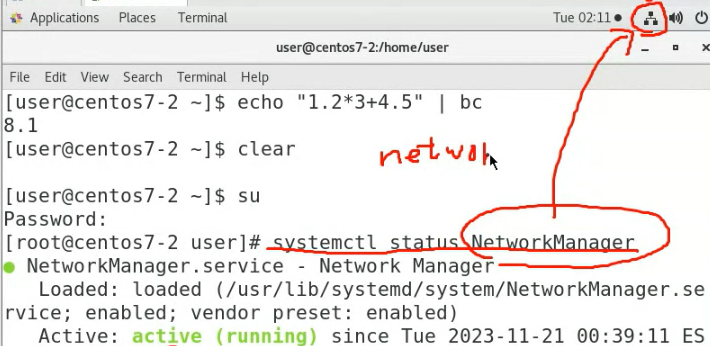 Applications Places Terminal Tue 02:11
user@centos7-2:/home/user
File Edit View Search Terminal Help
[user@centos7-2 ~]$ echo "1.2*3+4.5" | bc
8.1
[user@centos7-2 ~]$ clear
networ
[user@centos7-2 ~]$ su
Password:
[root@centos7-2 user]# systemctl status NetworkManager
● NetworkManager.service - Network Manager
Loaded: loaded (/usr/lib/systemd/system/NetworkManager.se
rvice; enabled; vendor preset: enabled)
Active: active (running) since Tue 2023-11-21 00:39:11 ES